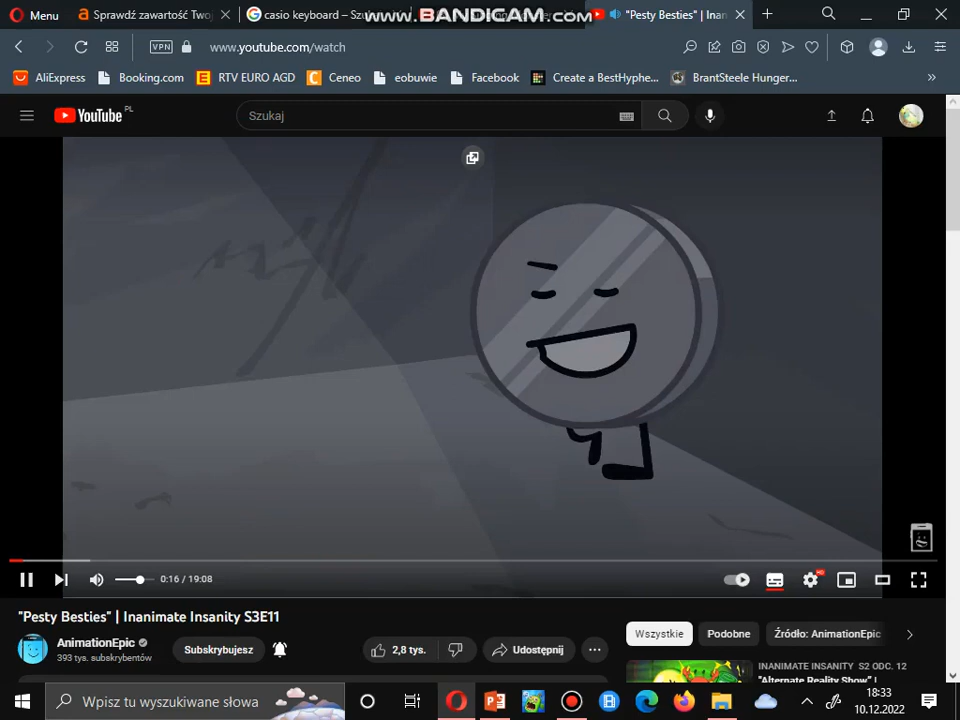 Menu
Sprawdź zawartość Twoj
casio keyboard – Szu
www.BANDICAM.com
"Pesty Besties" | Inan
VPN
www.youtube.com/watch
AliExpress
Booking.com
RTV EURO AGD
Ceneo
eobuwie
Facebook
Create a BestHyphe...
BrantSteele Hunger...
YouTube PL
Szukaj
0:16 / 19:08
HD
"Pesty Besties" | Inanimate Insanity S3E11
AnimationEpic
393 tys. subskrybentów
Subskrybujesz
2,8 tys.
Udostępnij
Wszystkie
Podobne
Źródło: AnimationEpic
INANIMATE INSANITY S2 ODC. 12
"Alternate Reality Show" /
Wpisz tu wyszukiwane słowa
18:33
10.12.2022